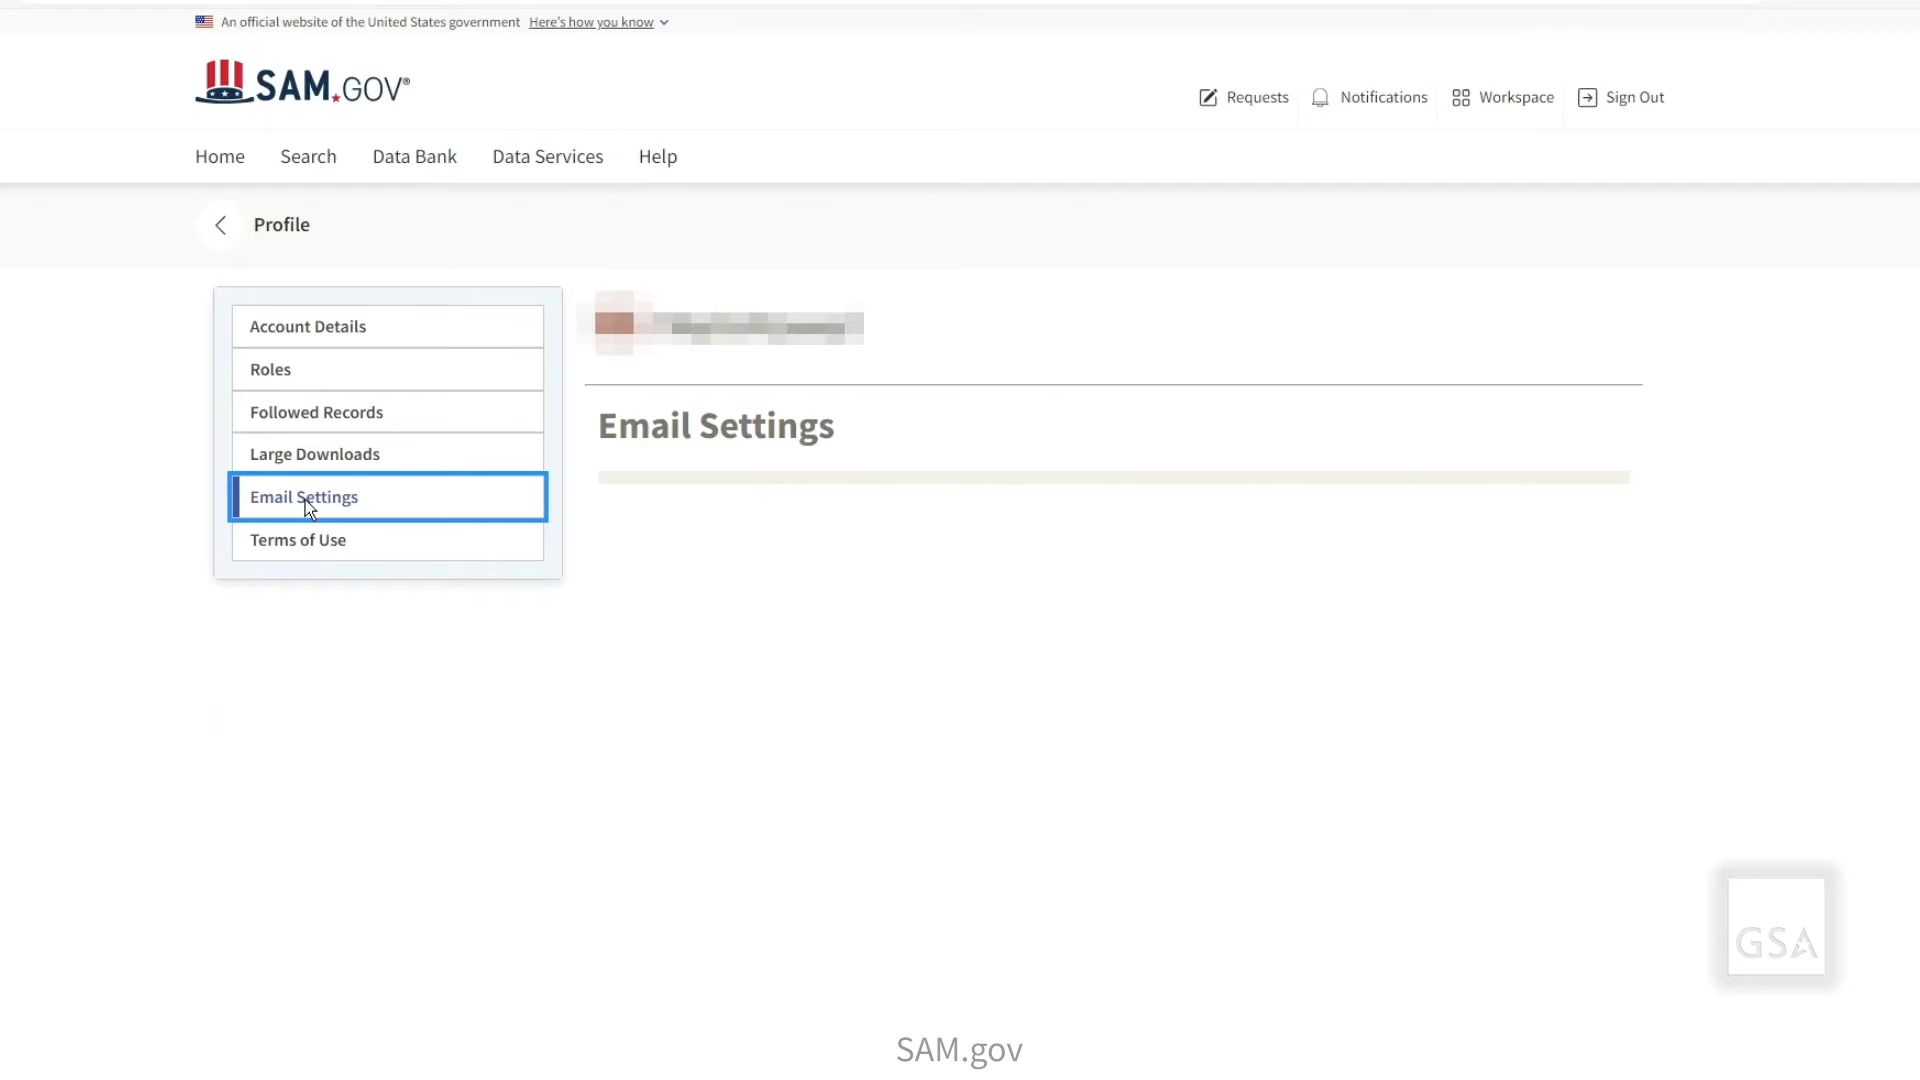 An official website of the United States government Here's how you know
SAM.GOV®
Requests
Notifications
Workspace
Sign Out
Home
Search
Data Bank
Data Services
Help
Profile
Account Details
Roles
Followed Records
Large Downloads
Email Settings
Terms of Use
Email Settings
GSA
SAM.gov